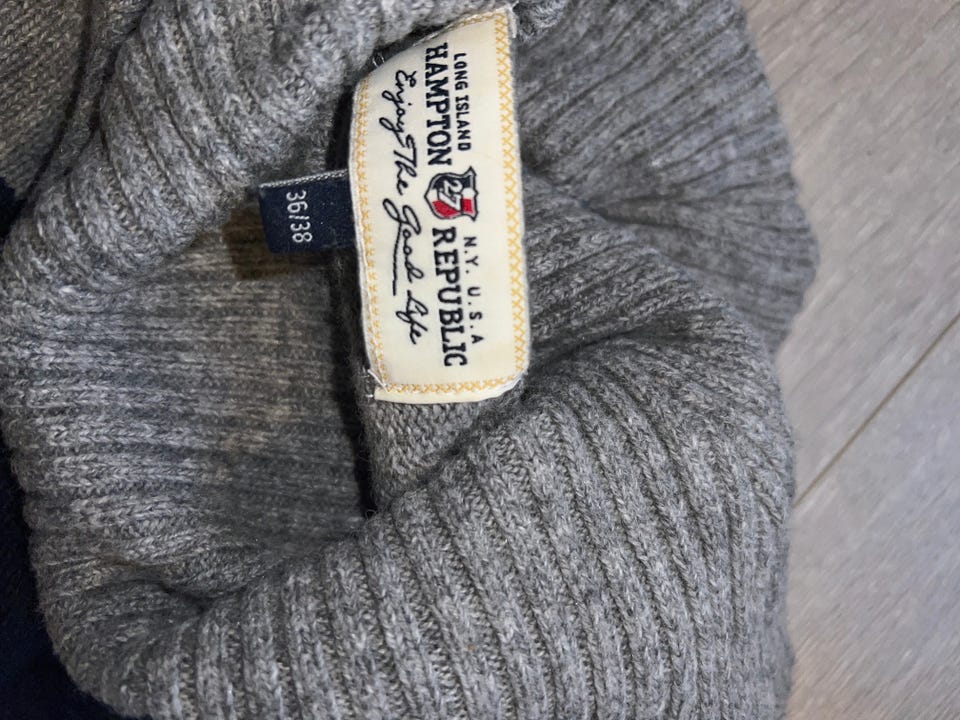 LONG ISLAND N.Y. U.S.A
HAMPTON 27 REPUBLIC
Enjoy The Good Life
36/38